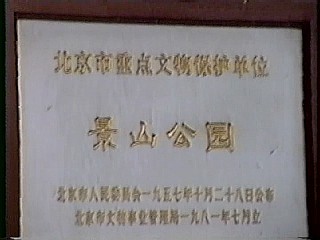 北京市重点文物保护单位
景山公园
北京市人民委员会一九五七年十月二十八日公布
北京市文物事业管理局一九八一年七月立